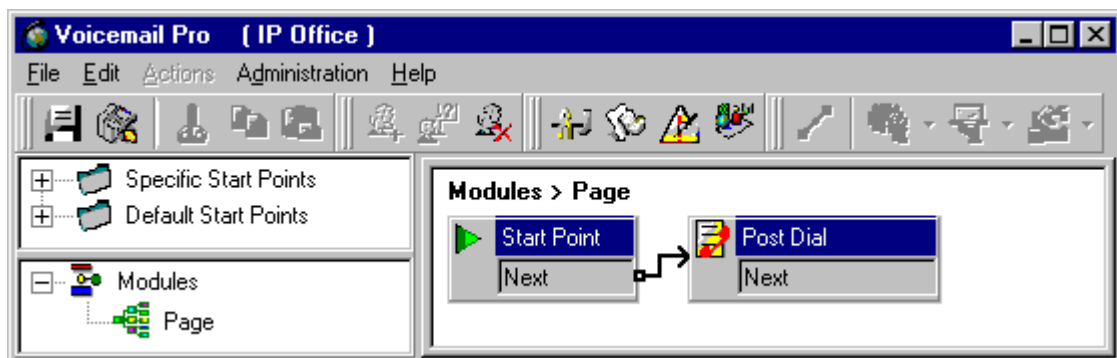 Voicemail Pro ( IP Office )
File Edit Actions Administration Help
Specific Start Points
Default Start Points
Modules
Page
Modules > Page
Start Point
Next
Post Dial
Next